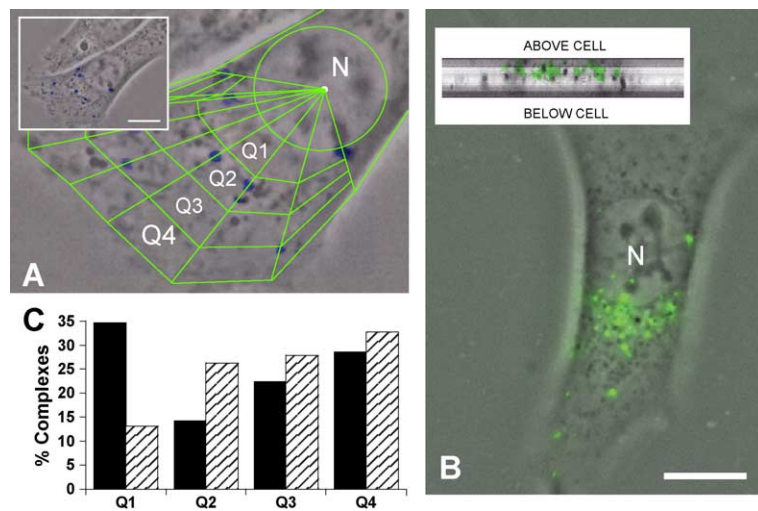 N
Q1
Q2
Q3
Q4
A
ABOVE CELL
BELOW CELL
N
B
C
% Complexes
35
30
25
20
15
10
5
0
Q1 Q2 Q3 Q4